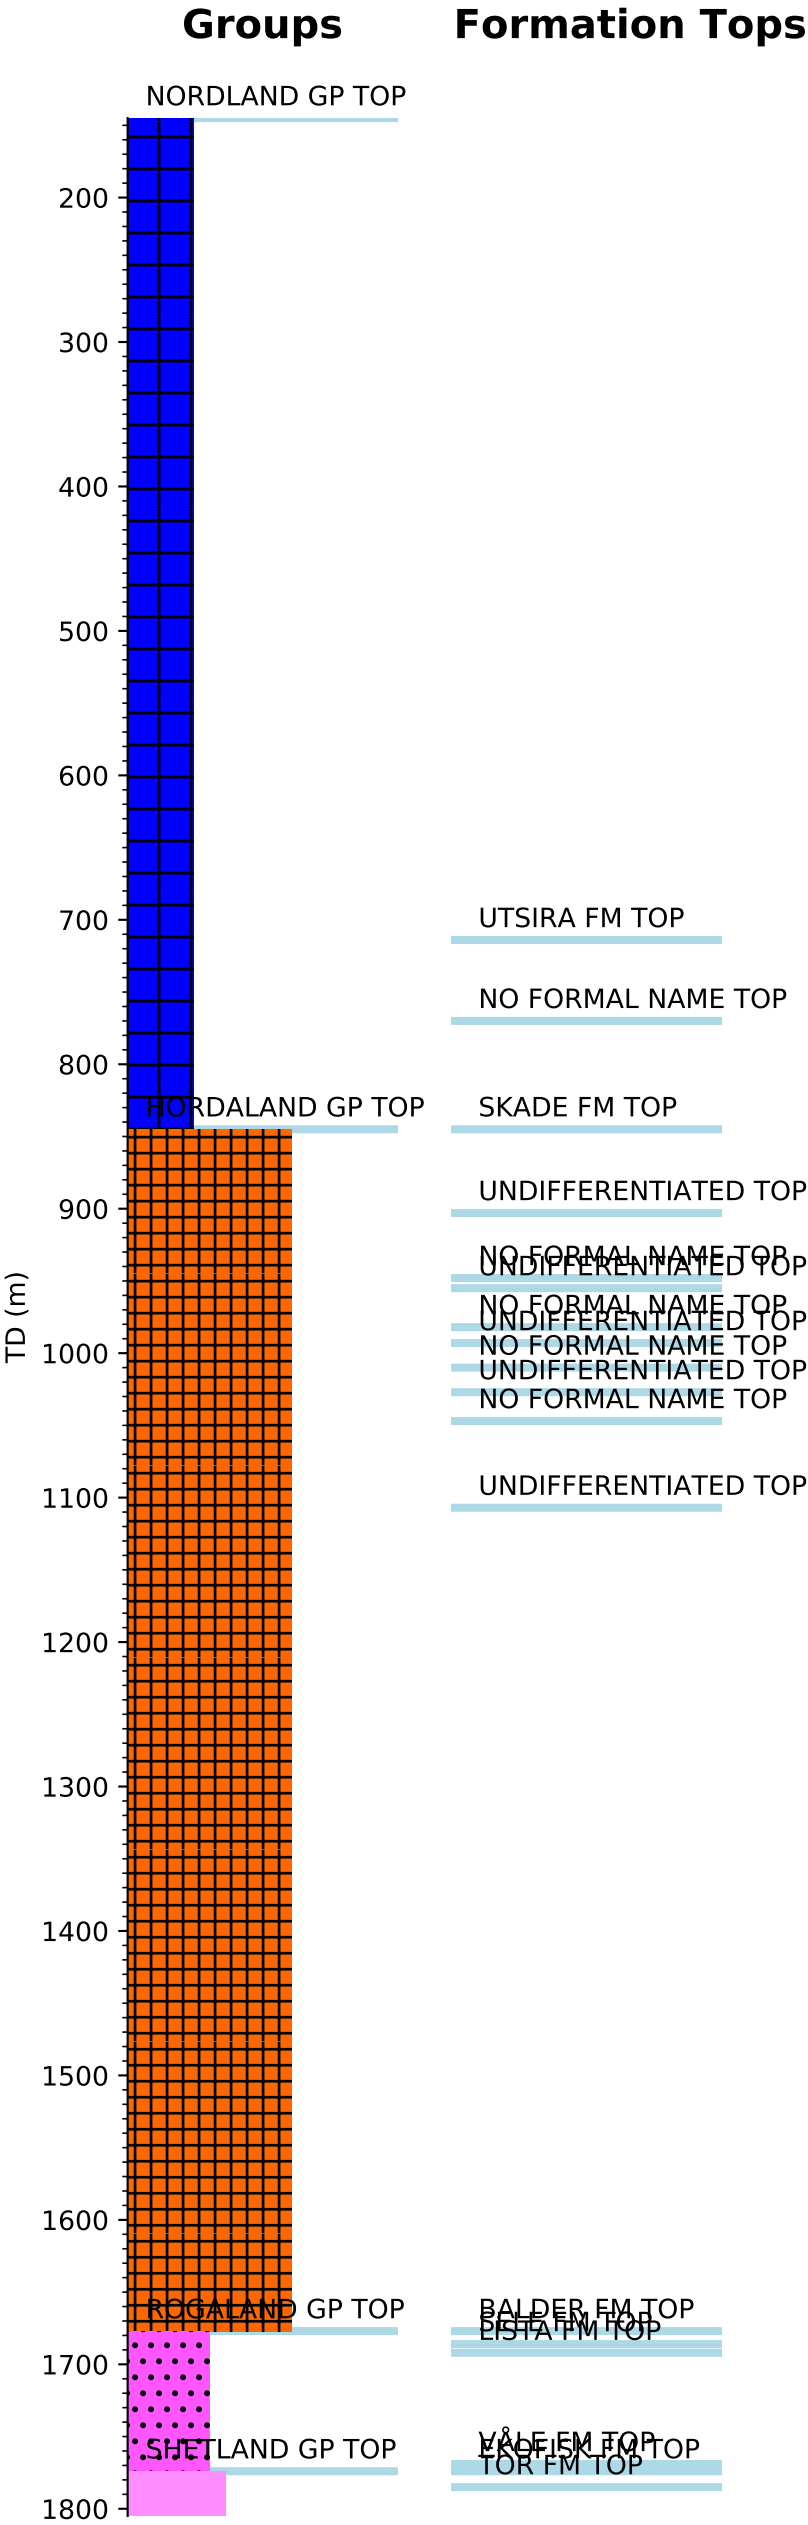 Groups Formation Tops
NORDLAND GP TOP
200
300
400
500
600
UTSIRA FM TOP
700
NO FORMAL NAME TOP
800
HORDALAND GP TOP SKADE FM TOP
UNDIFFERENTIATED TOP
900
NO FORMAL NAME TOP
UNDIFFERENTIATED TOP
NO FORMAL NAME TOP
UNDIFFERENTIATED TOP
TD (m)
NO FORMAL NAME TOP
1000
UNDIFFERENTIATED TOP
NO FORMAL NAME TOP
UNDIFFERENTIATED TOP
1100
1200
1300
1400
1500
1600
ROGALAND GP TOP BALDER FM TOP
SELE FM TOP
LISTA FM TOP
1700
VÅLE FM TOP
SHETLAND GP TOP EKOFISK FM TOP
TOR FM TOP
1800